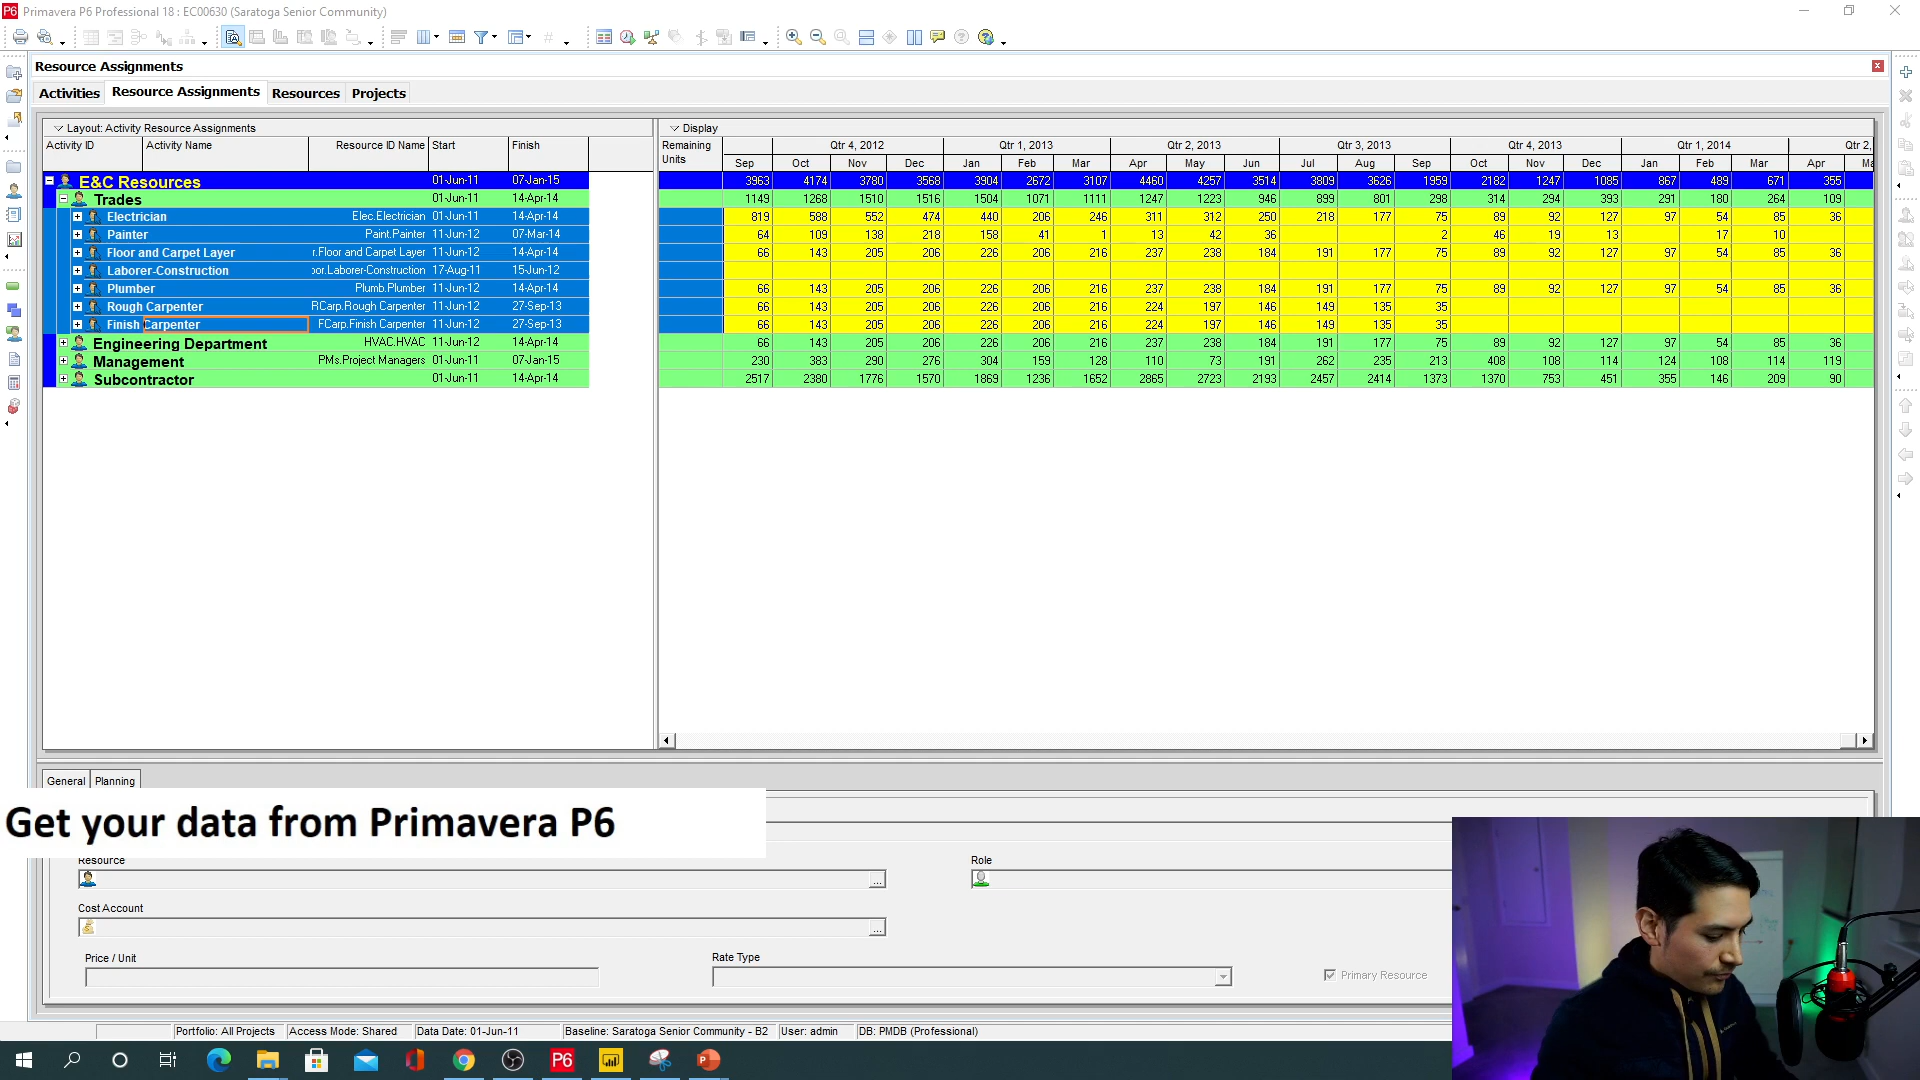 Primavera P6 Professional 18 : EC00630 (Saratoga Senior Community)
Resource Assignments
Activities Resource Assignments Resources Projects
Layout: Activity Resource Assignments
Display
Activity ID Activity Name Resource ID Name Start Finish
Remaining Units
Qtr 4, 2012 Qtr 1, 2013 Qtr 2, 2013 Qtr 3, 2013 Qtr 4, 2013 Qtr 1, 2014 Qtr 2,
Sep Oct Nov Dec Jan Feb Mar Apr May Jun Jul Aug Sep Oct Nov Dec Jan Feb Mar Apr
E&C Resources 01-Jun-11 07-Jan-15 3963 4174 3780 3568 3904 2672 3107 4460 4257 3514 3809 3626 1959 2182 1247 1085 867 489 671 355
Trades 01-Jun-11 14-Apr-14 1149 1268 1510 1516 1504 1071 1111 1247 1223 946 899 801 298 314 294 393 291 180 264 109
Electrician Elec.Electrician 01-Jun-11 14-Apr-14 819 588 552 474 440 206 246 311 312 250 218 177 75 89 92 127 97 54 85 36
Painter Paint.Painter 11-Jun-12 07-Mar-14 64 109 138 218 158 41 1 13 42 36 2 46 19 13 17 10
Floor and Carpet Layer r.Floor and Carpet Layer 11-Jun-12 14-Apr-14 66 143 205 206 226 206 216 237 238 184 191 177 75 89 92 127 97 54 85 36
Laborer-Construction oor.Laborer-Construction 17-Aug-11 15-Jun-12
Plumber Plumb.Plumber 11-Jun-12 14-Apr-14 66 143 205 206 226 206 216 237 238 184 191 177 75 89 92 127 97 54 85 36
Rough Carpenter RCarp.Rough Carpenter 11-Jun-12 27-Sep-13 66 143 205 206 226 206 216 224 197 146 149 135 35
Finish Carpenter FCarp.Finish Carpenter 11-Jun-12 27-Sep-13 66 143 205 206 226 206 216 224 197 146 149 135 35
Engineering Department HVAC.HVAC 11-Jun-12 14-Apr-14 66 143 205 206 226 206 216 237 238 184 191 177 75 89 92 127 97 54 85 36
Management PMs.Project Managers 01-Jun-11 07-Jan-15 230 383 290 276 304 159 128 110 73 191 262 235 213 408 108 114 124 108 114 119
Subcontractor 01-Jun-11 14-Apr-14 2517 2380 1776 1570 1869 1236 1652 2865 2723 2193 2457 2414 1373 1370 753 451 355 146 209 90
General Planning
Get your data from Primavera P6
Resource Role
Cost Account
Price / Unit Rate Type Primary Resource
Portfolio: All Projects Access Mode: Shared Data Date: 01-Jun-11 Baseline: Saratoga Senior Community - B2 User: admin DB: PMDB (Professional)
P6